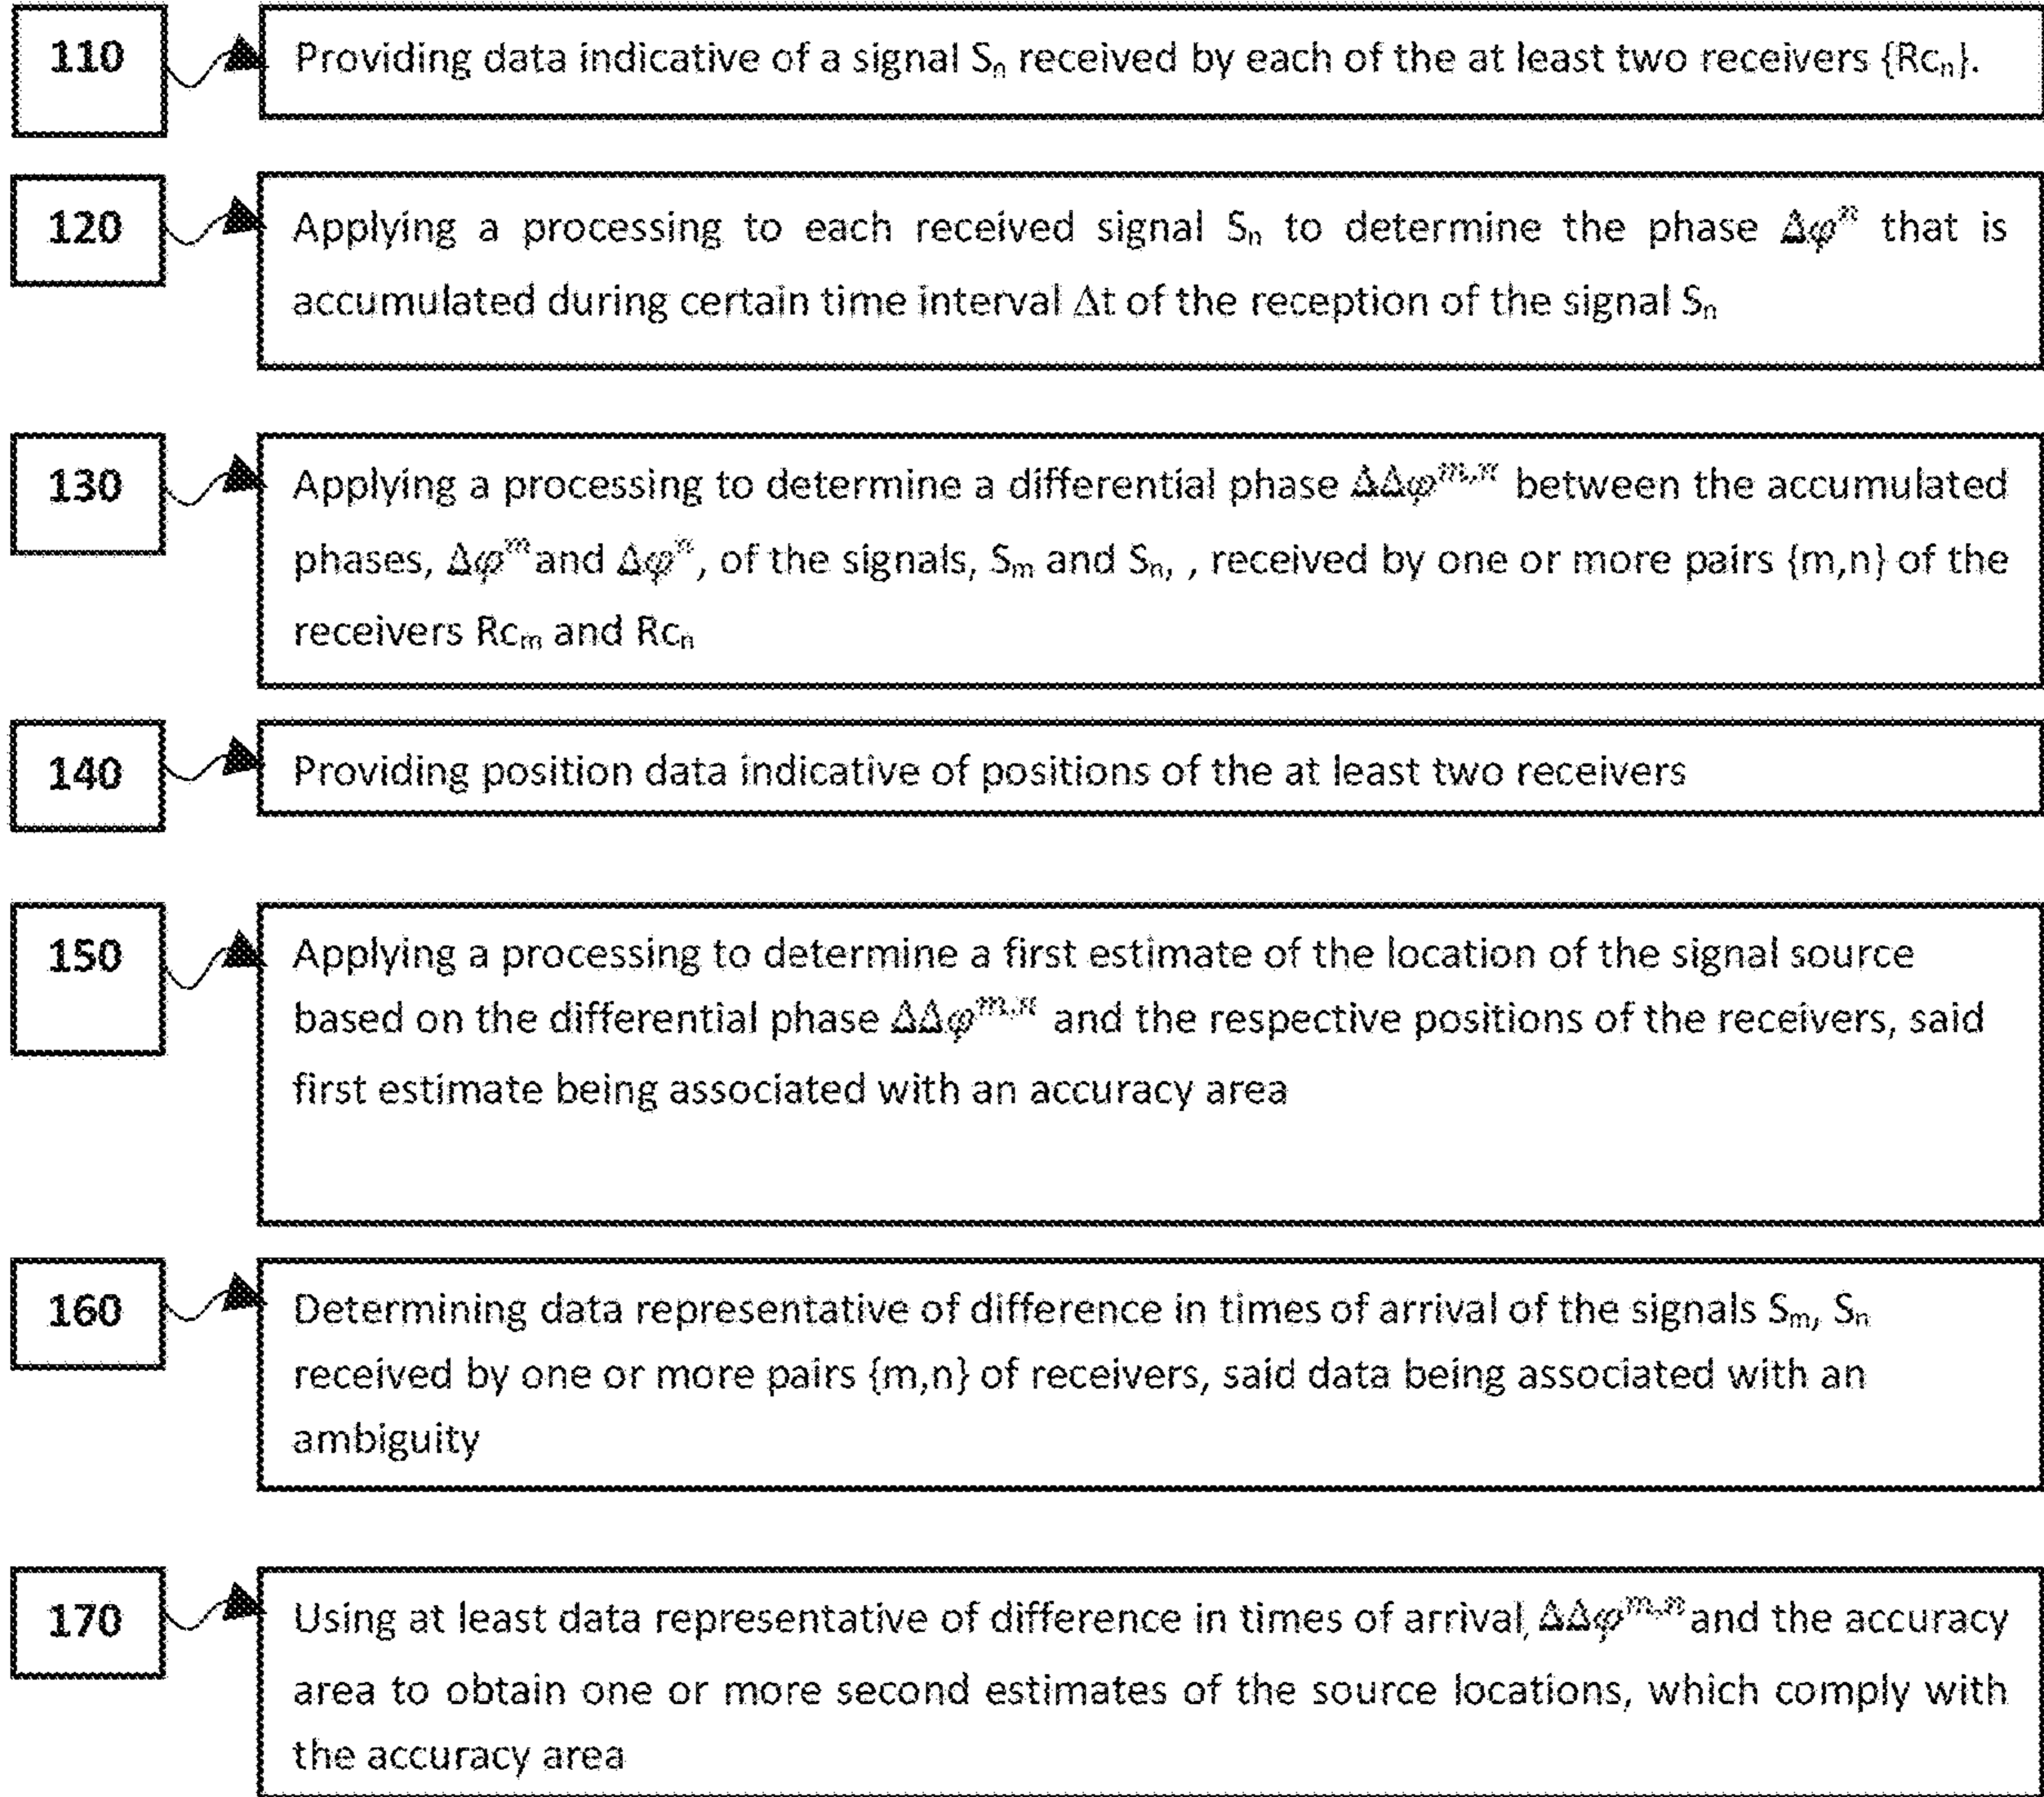 110
Providing data indicative of a signal Sₙ received by each of the at least two receivers {Rcₙ}.
120
Applying a processing to each received signal Sₙ to determine the phase Δφⁿ that is
accumulated during certain time interval Δt of the reception of the signal Sₙ
130
Applying a processing to determine a differential phase ΔΔφᵐ,ⁿ between the accumulated
phases, Δφᵐ and Δφⁿ, of the signals, Sₘ and Sₙ, , received by one or more pairs {m,n} of the
receivers Rcₘ and Rcₙ
140
Providing position data indicative of positions of the at least two receivers
150
Applying a processing to determine a first estimate of the location of the signal source
based on the differential phase ΔΔφᵐ,ⁿ and the respective positions of the receivers, said
first estimate being associated with an accuracy area
160
Determining data representative of difference in times of arrival of the signals Sₘ, Sₙ
received by one or more pairs {m,n} of receivers, said data being associated with an
ambiguity
170
Using at least data representative of difference in times of arrival, ΔΔφᵐ,ⁿ and the accuracy
area to obtain one or more second estimates of the source locations, which comply with
the accuracy area